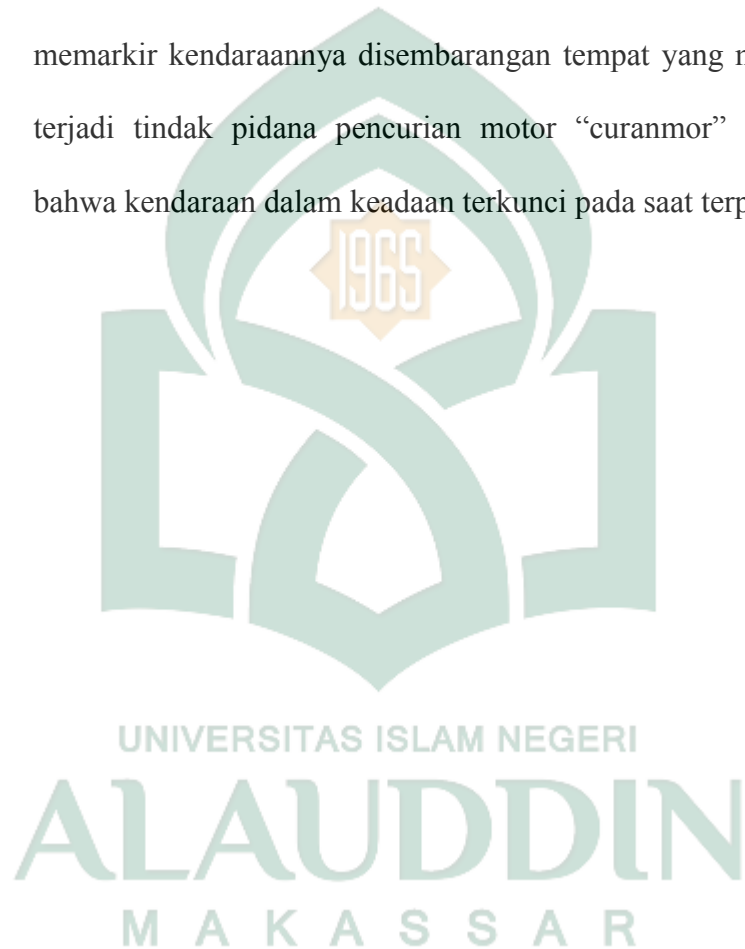 memarkir kendaraannya disembarangan tempat yang
terjadi tindak pidana pencurian motor “curanmor”
bahwa kendaraan dalam keadaan terkunci pada saat
1965
UNIVERSITAS ISLAM NEGERI
ALAUDDIN
MAKASSAR